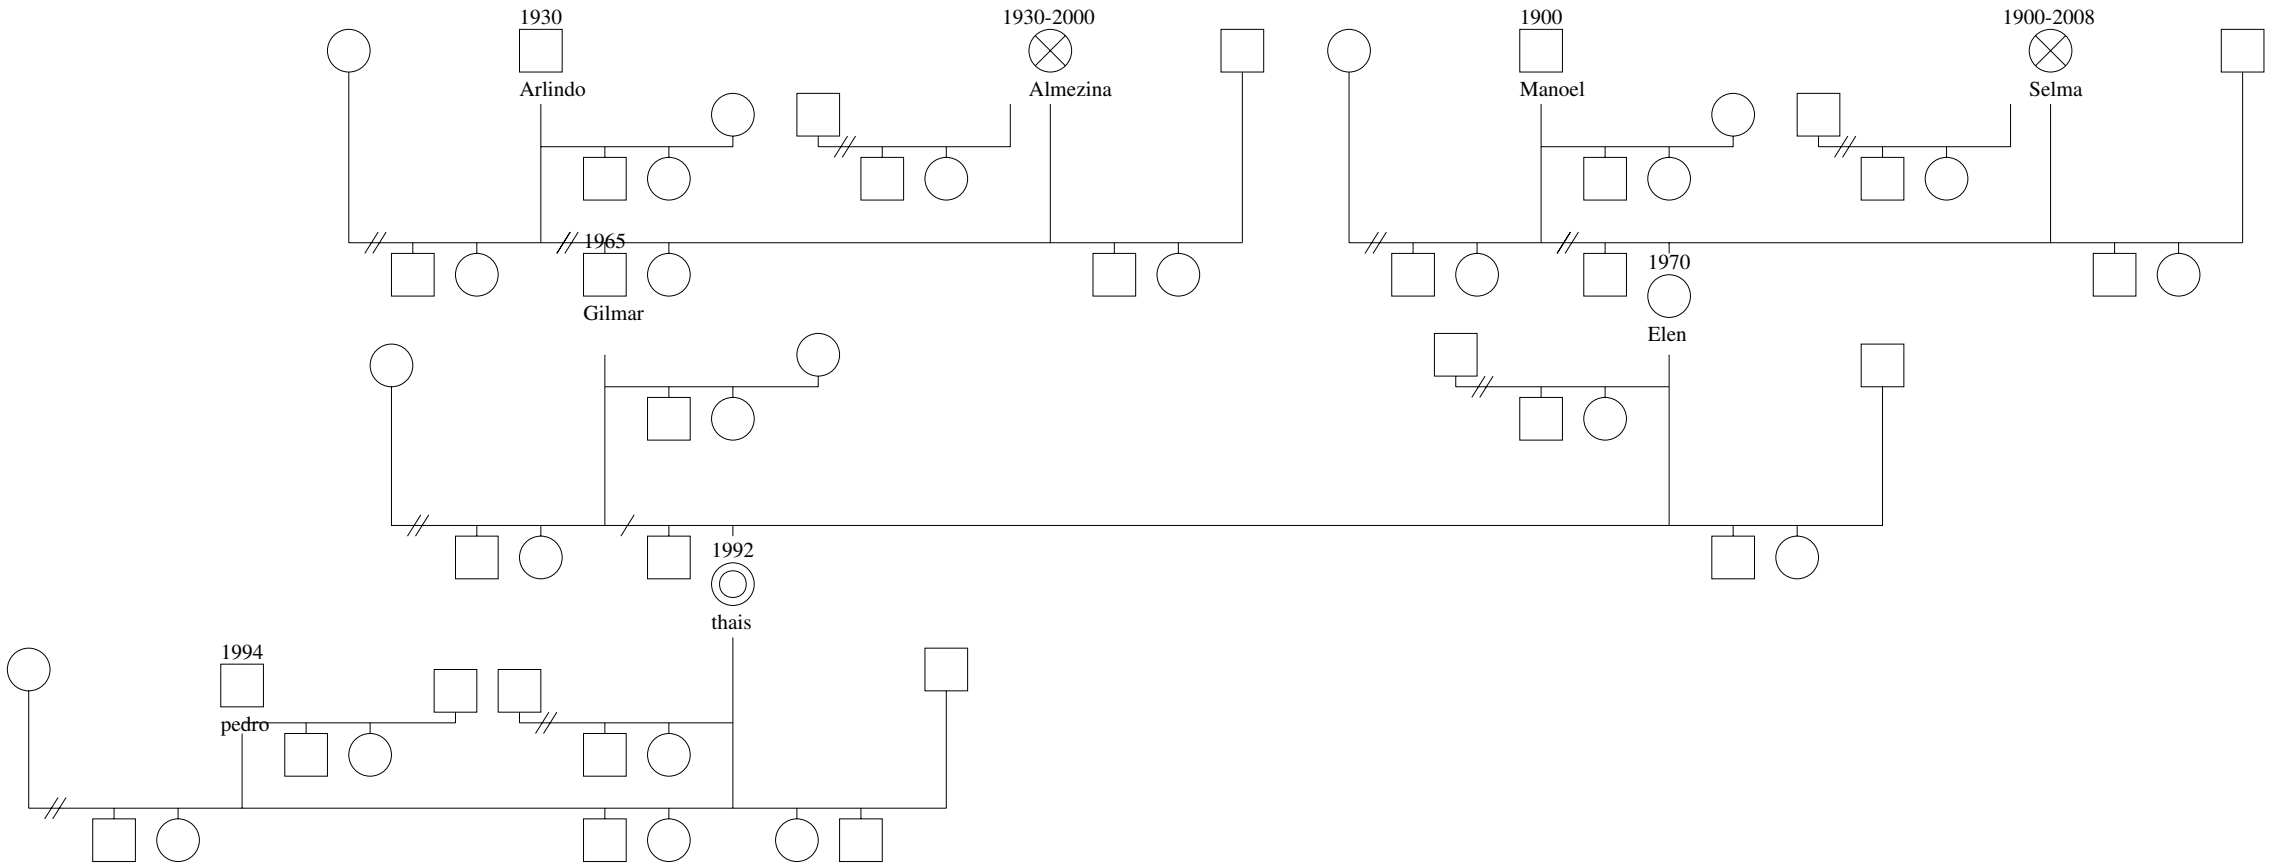 1930
1930-2000
1900
1900-2008
Arlindo
Almezina
Manoel
Selma
1965
1970
Gilmar
Elen
1992
thais
1994
pedro